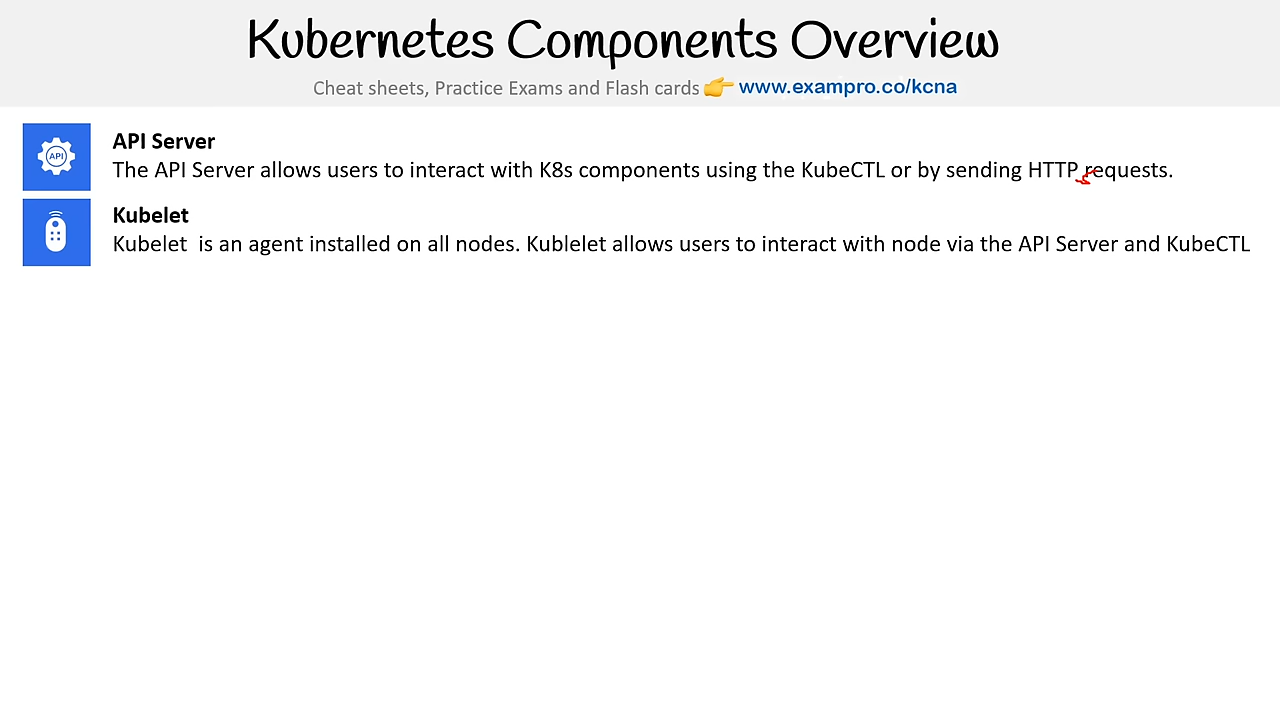 Kubernetes Components Overview
Cheat sheets, Practice Exams and Flash cards 👉 www.exampro.co/kcna
API
API Server
The API Server allows users to interact with K8s components using the KubeCTL or by sending HTTP requests.
Kubelet
Kubelet  is an agent installed on all nodes. Kublelet allows users to interact with node via the API Server and KubeCTL